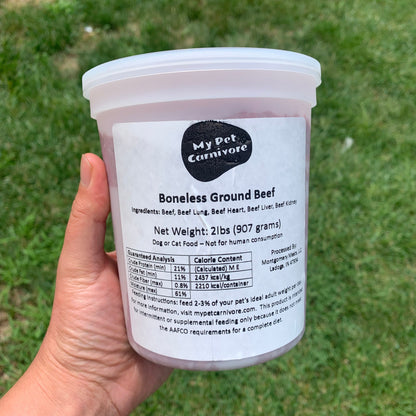 My Pet
Carnivore
Boneless Ground Beef
Ingredients: Beef, Beef Lung, Beef Heart, Beef Liver, Beef Kidney
Net Weight: 2lbs (907 grams)
Dog or Cat Food – Not for human consumption
Guaranteed Analysis
Crude Protein (min) 21%
Crude Fat (min) 11%
Crude Fiber (max) 0.8%
Moisture (max) 61%
Calorie Content
(Calculated) M E
2437 kcal/kg
2210 kcal/container
Processed By:
Montgomery Meats, LLC
Ladoga, IN
Feeding Instructions: feed 2-3% of your pet's ideal adult weight per
For more information, visit mypetcarnivore.com. This product is intended
for intermittent or supplemental feeding only because it does not
the AAFCO requirements for a complete diet.